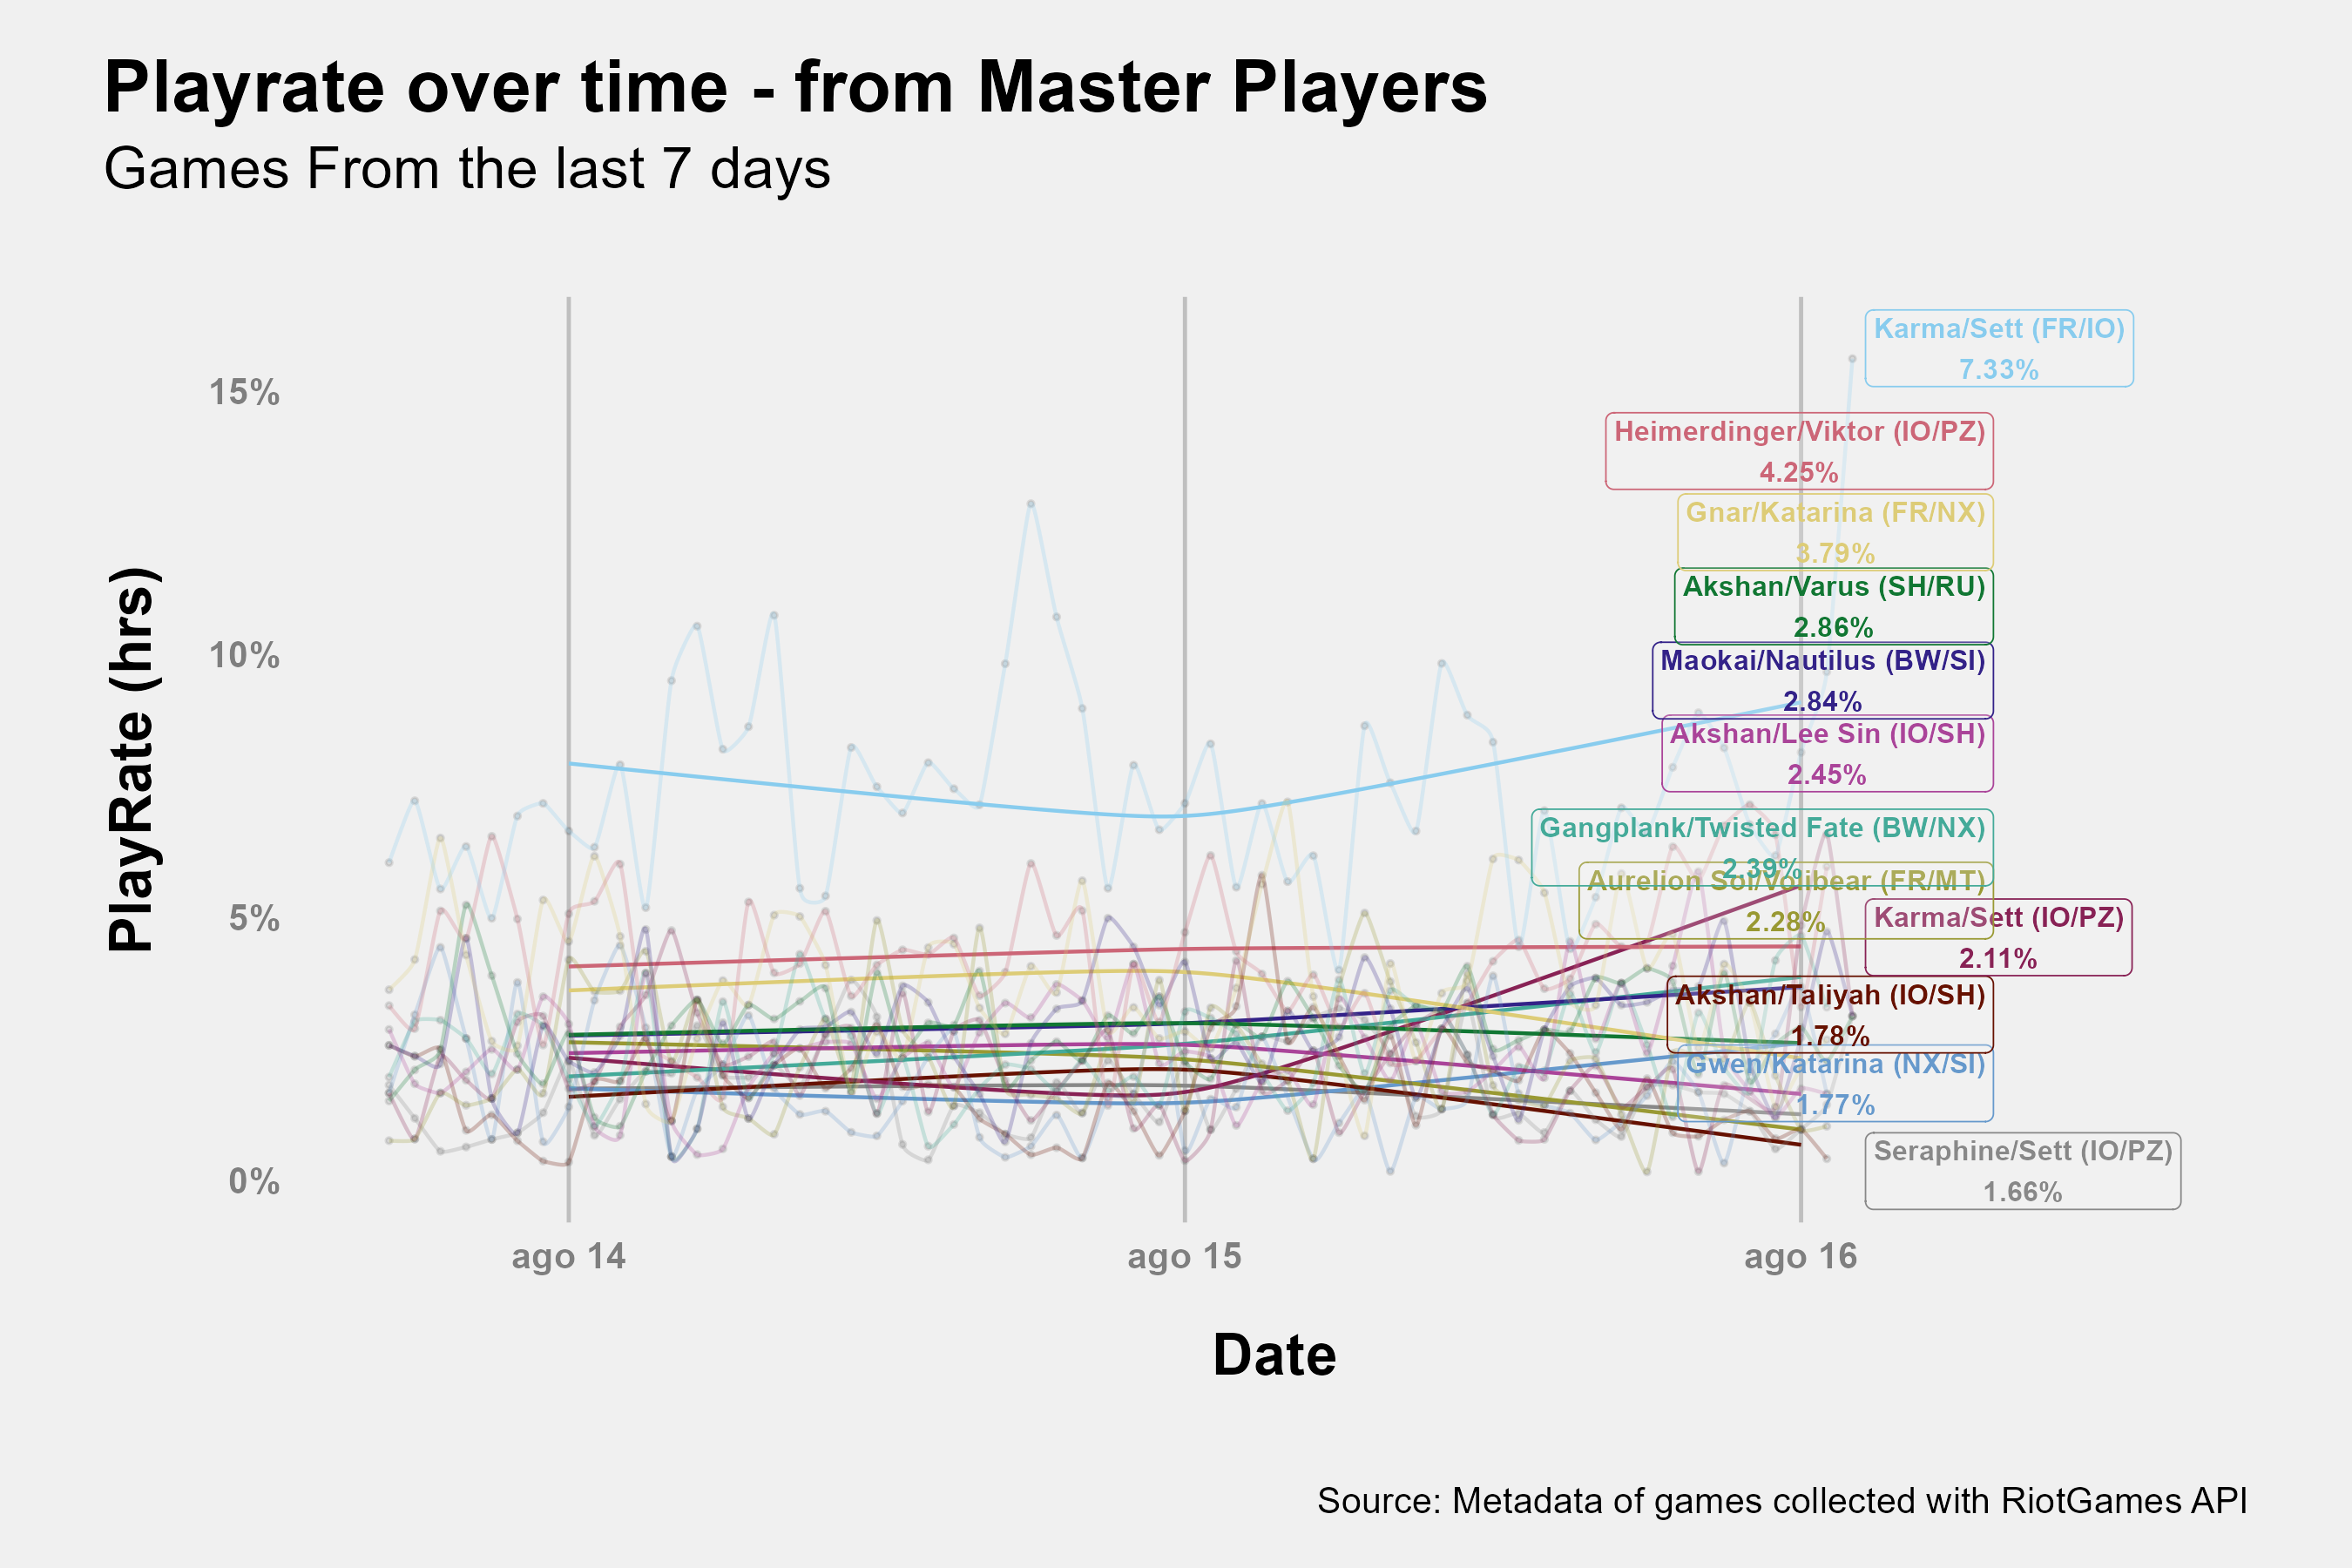 Playrate over time - from Master Players
Games From the last 7 days
PlayRate (hrs)
15%
10%
5%
0%
Karma/Sett (FR/IO)
7.33%
Heimerdinger/Viktor (IO/PZ)
4.25%
Gnar/Katarina (FR/NX)
3.79%
Akshan/Varus (SH/RU)
2.86%
Maokai/Nautilus (BW/SI)
2.84%
Akshan/Lee Sin (IO/SH)
2.45%
Gangplank/Twisted Fate (BW/NX)
2.39%
Aurelion Sol/Volibear (FR/MT)
2.28%
Karma/Sett (IO/PZ)
2.11%
Akshan/Taliyah (IO/SH)
1.78%
Gwen/Katarina (NX/SI)
1.77%
Seraphine/Sett (IO/PZ)
1.66%
ago 14
ago 15
ago 16
Date
Source: Metadata of games collected with RiotGames API